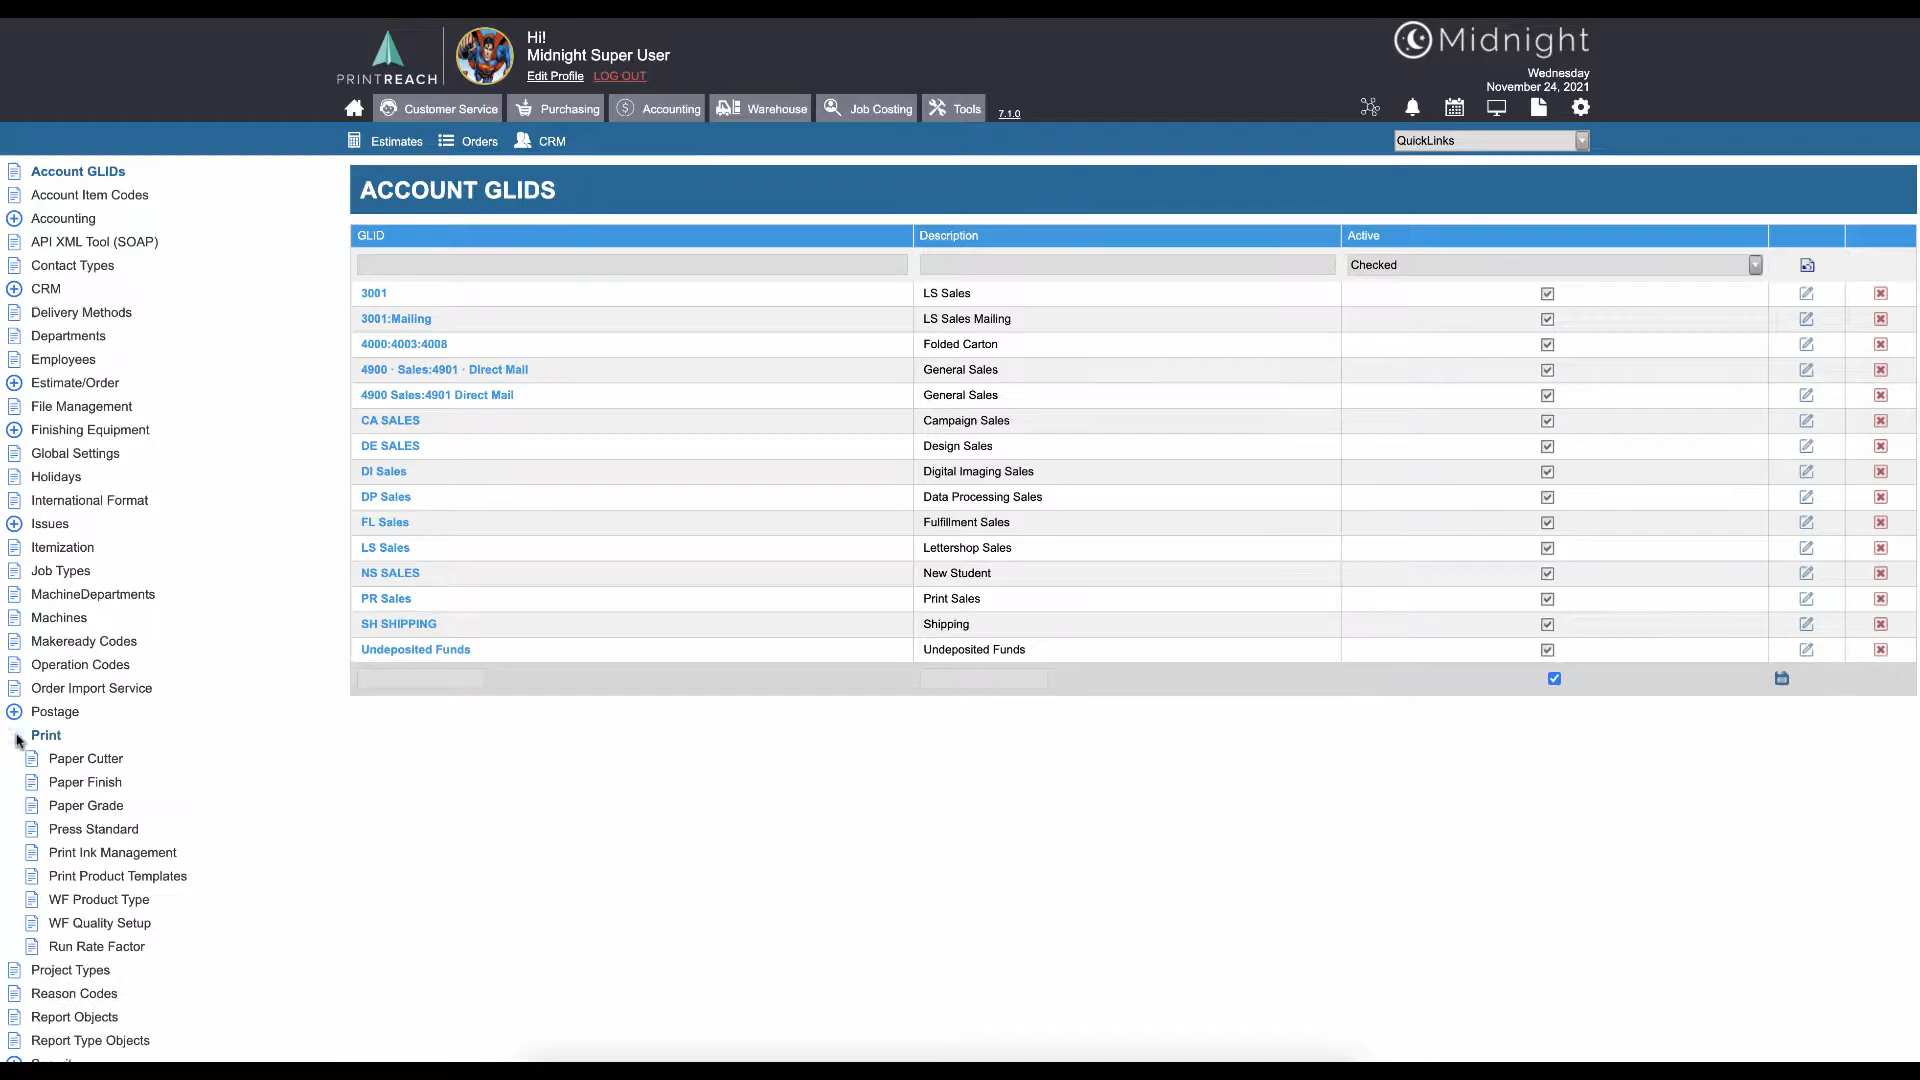 Hi!
Midnight Super User
Edit Profile LOG OUT
PRINTREACH
Midnight
Wednesday
November 24, 2021
Customer Service Purchasing Accounting Warehouse Job Costing Tools 7.1.0
Estimates Orders CRM
QuickLinks
Account GLIDs
Account Item Codes
Accounting
API XML Tool (SOAP)
Contact Types
CRM
Delivery Methods
Departments
Employees
Estimate/Order
File Management
Finishing Equipment
Global Settings
Holidays
International Format
Issues
Itemization
Job Types
MachineDepartments
Machines
Makeready Codes
Operation Codes
Order Import Service
Postage
Print
Paper Cutter
Paper Finish
Paper Grade
Press Standard
Print Ink Management
Print Product Templates
WF Product Type
WF Quality Setup
Run Rate Factor
Project Types
Reason Codes
Report Objects
Report Type Objects
ACCOUNT GLIDS
GLID Description Active
Checked
3001 LS Sales
3001:Mailing LS Sales Mailing
4000:4003:4008 Folded Carton
4900 · Sales:4901 · Direct Mail General Sales
4900 Sales:4901 Direct Mail General Sales
CA SALES Campaign Sales
DE SALES Design Sales
DI Sales Digital Imaging Sales
DP Sales Data Processing Sales
FL Sales Fulfillment Sales
LS Sales Lettershop Sales
NS SALES New Student
PR Sales Print Sales
SH SHIPPING Shipping
Undeposited Funds Undeposited Funds